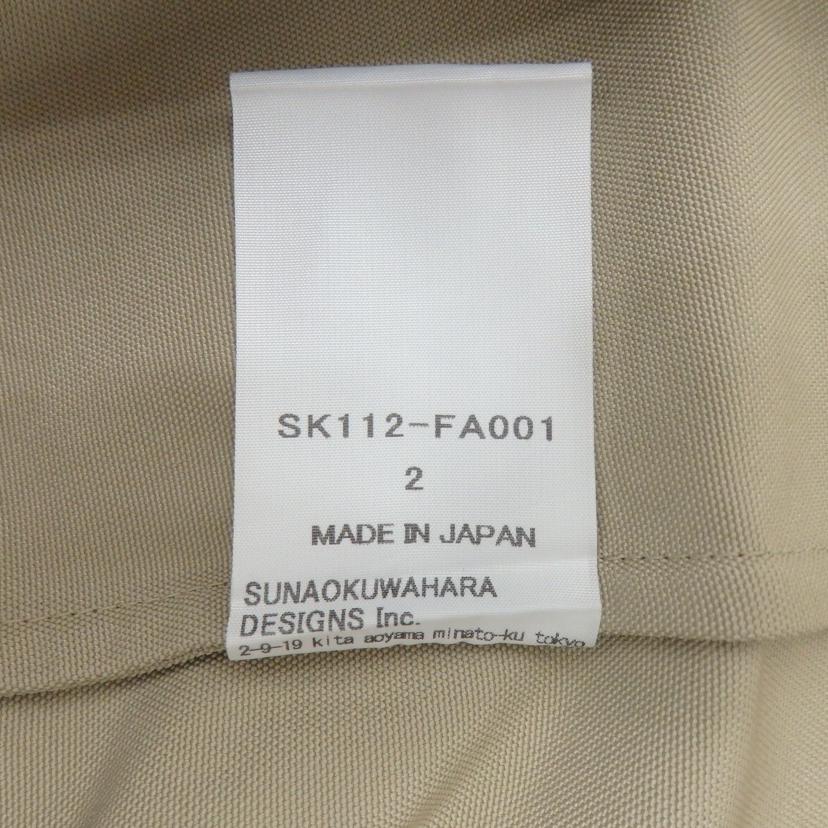 SK112-FA001
2
MADE IN JAPAN
SUNAOKUWAHARA
DESIGNS Inc.
2-9-19 kita aoyama minato-ku tokyo